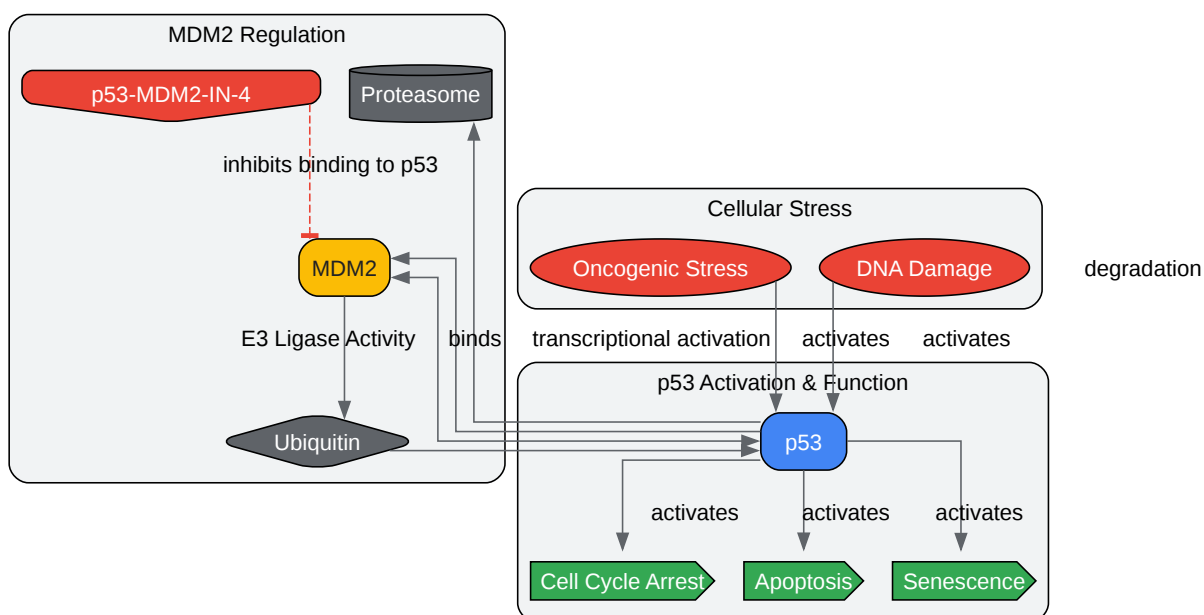 MDM2 Regulation
p53-MDM2-IN-4
Proteasome
inhibits binding to p53
Cellular Stress
MDM2
Oncogenic Stress
DNA Damage
degradation
E3 Ligase Activity
binds
transcriptional activation
activates
activates
p53 Activation & Function
Ubiquitin
p53
activates
activates
activates
Cell Cycle Arrest
Apoptosis
Senescence